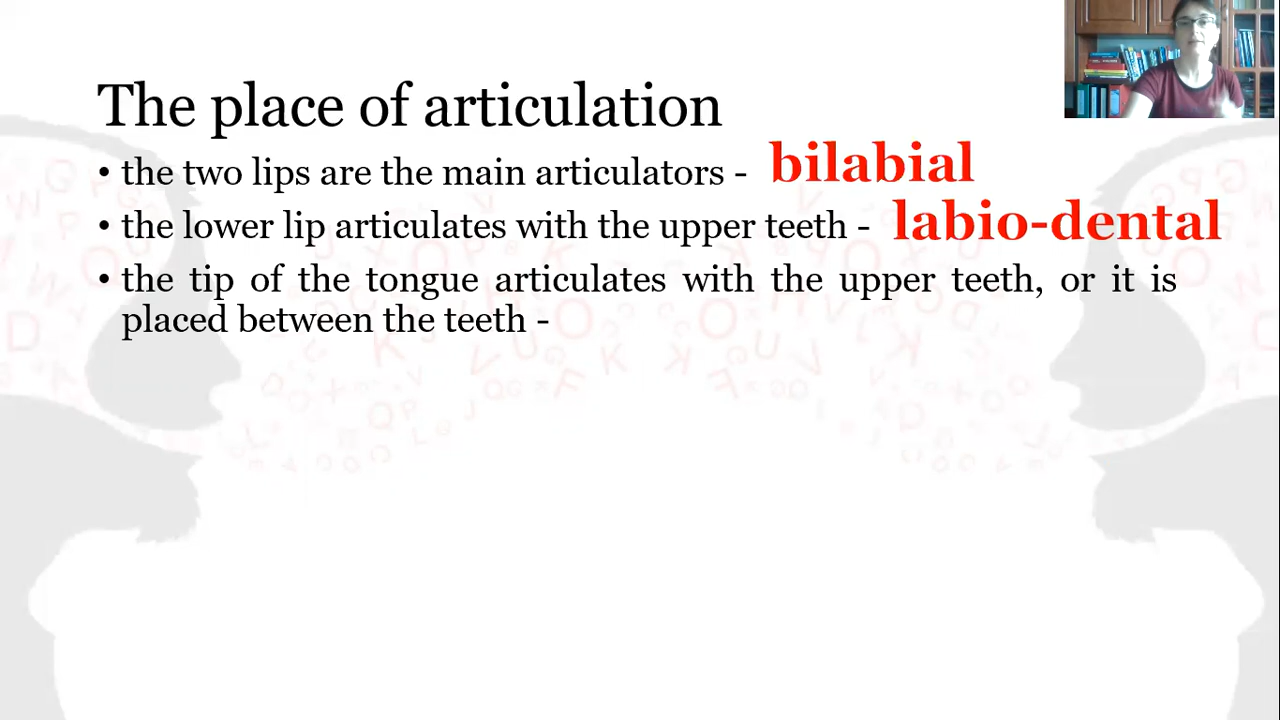 The place of articulation
• the two lips are the main articulators - bilabial
• the lower lip articulates with the upper teeth - labio-dental
• the tip of the tongue articulates with the upper teeth, or it is
placed between the teeth -